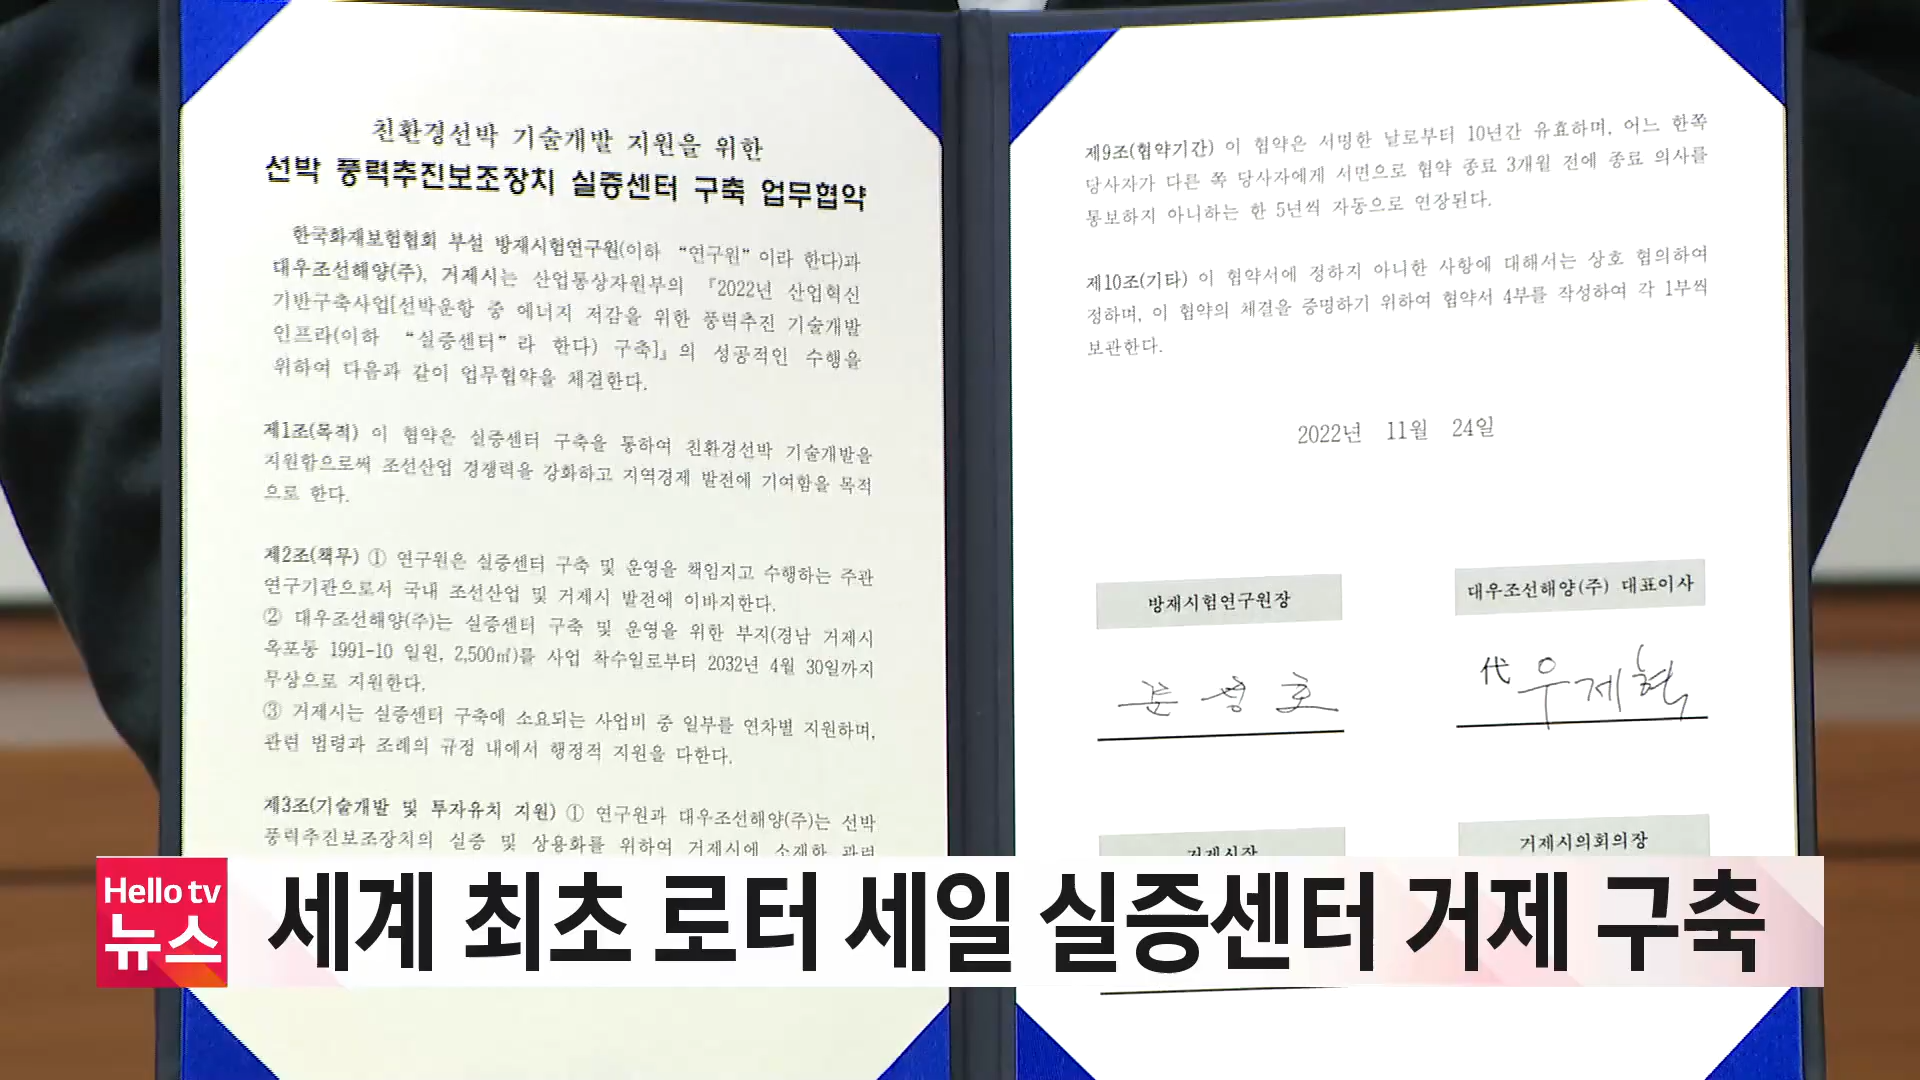 친환경선박 기술개발 지원을 위한
선박 풍력추진보조장치 실증센터 구축 업무협약
한국화재보험협회 부설 방재시험연구원(이하 “연구원”이라 한다)과
대우조선해양(주), 거제시는 산업통상자원부의 『2022년 산업혁신
기반구축사업[선박운항 중 에너지 저감을 위한 풍력추진 기술개발
인프라(이하 “실증센터”라 한다) 구축]』의 성공적인 수행을
위하여 다음과 같이 업무협약을 체결한다.
제1조(목적) 이 협약은 실증센터 구축을 통하여 친환경선박 기술개발을
지원함으로써 조선산업 경쟁력을 강화하고 지역경제 발전에 기여함을 목적
으로 한다.
제2조(책무) ① 연구원은 실증센터 구축 및 운영을 책임지고 수행하는 주관
연구기관으로서 국내 조선산업 및 거제시 발전에 이바지한다.
② 대우조선해양(주)는 실증센터 구축 및 운영을 위한 부지(경남 거제시
옥포동 1991-10 일원, 2,500㎡)를 사업 착수일로부터 2032년 4월 30일까지
무상으로 지원한다.
③ 거제시는 실증센터 구축에 소요되는 사업비 중 일부를 연차별 지원하며,
관련 법령과 조례의 규정 내에서 행정적 지원을 다한다.
제3조(기술개발 및 투자유치 지원) ① 연구원과 대우조선해양(주)는 선박
풍력추진보조장치의 실증 및 상용화를 위하여 거제시에 소재한 관련
제9조(협약기간) 이 협약은 서명한 날로부터 10년간 유효하며, 어느 한쪽
당사자가 다른 쪽 당사자에게 서면으로 협약 종료 3개월 전에 종료 의사를
통보하지 아니하는 한 5년씩 자동으로 연장된다.
제10조(기타) 이 협약서에 정하지 아니한 사항에 대해서는 상호 협의하여
정하며, 이 협약의 체결을 증명하기 위하여 협약서 4부를 작성하여 각 1부씩
보관한다.
2022년 11월 24일
방재시험연구원장
대우조선해양(주) 대표이사
代 우제혁
거제시장
거제시의회의장
Hello tv
뉴스
세계 최초 로터 세일 실증센터 거제 구축